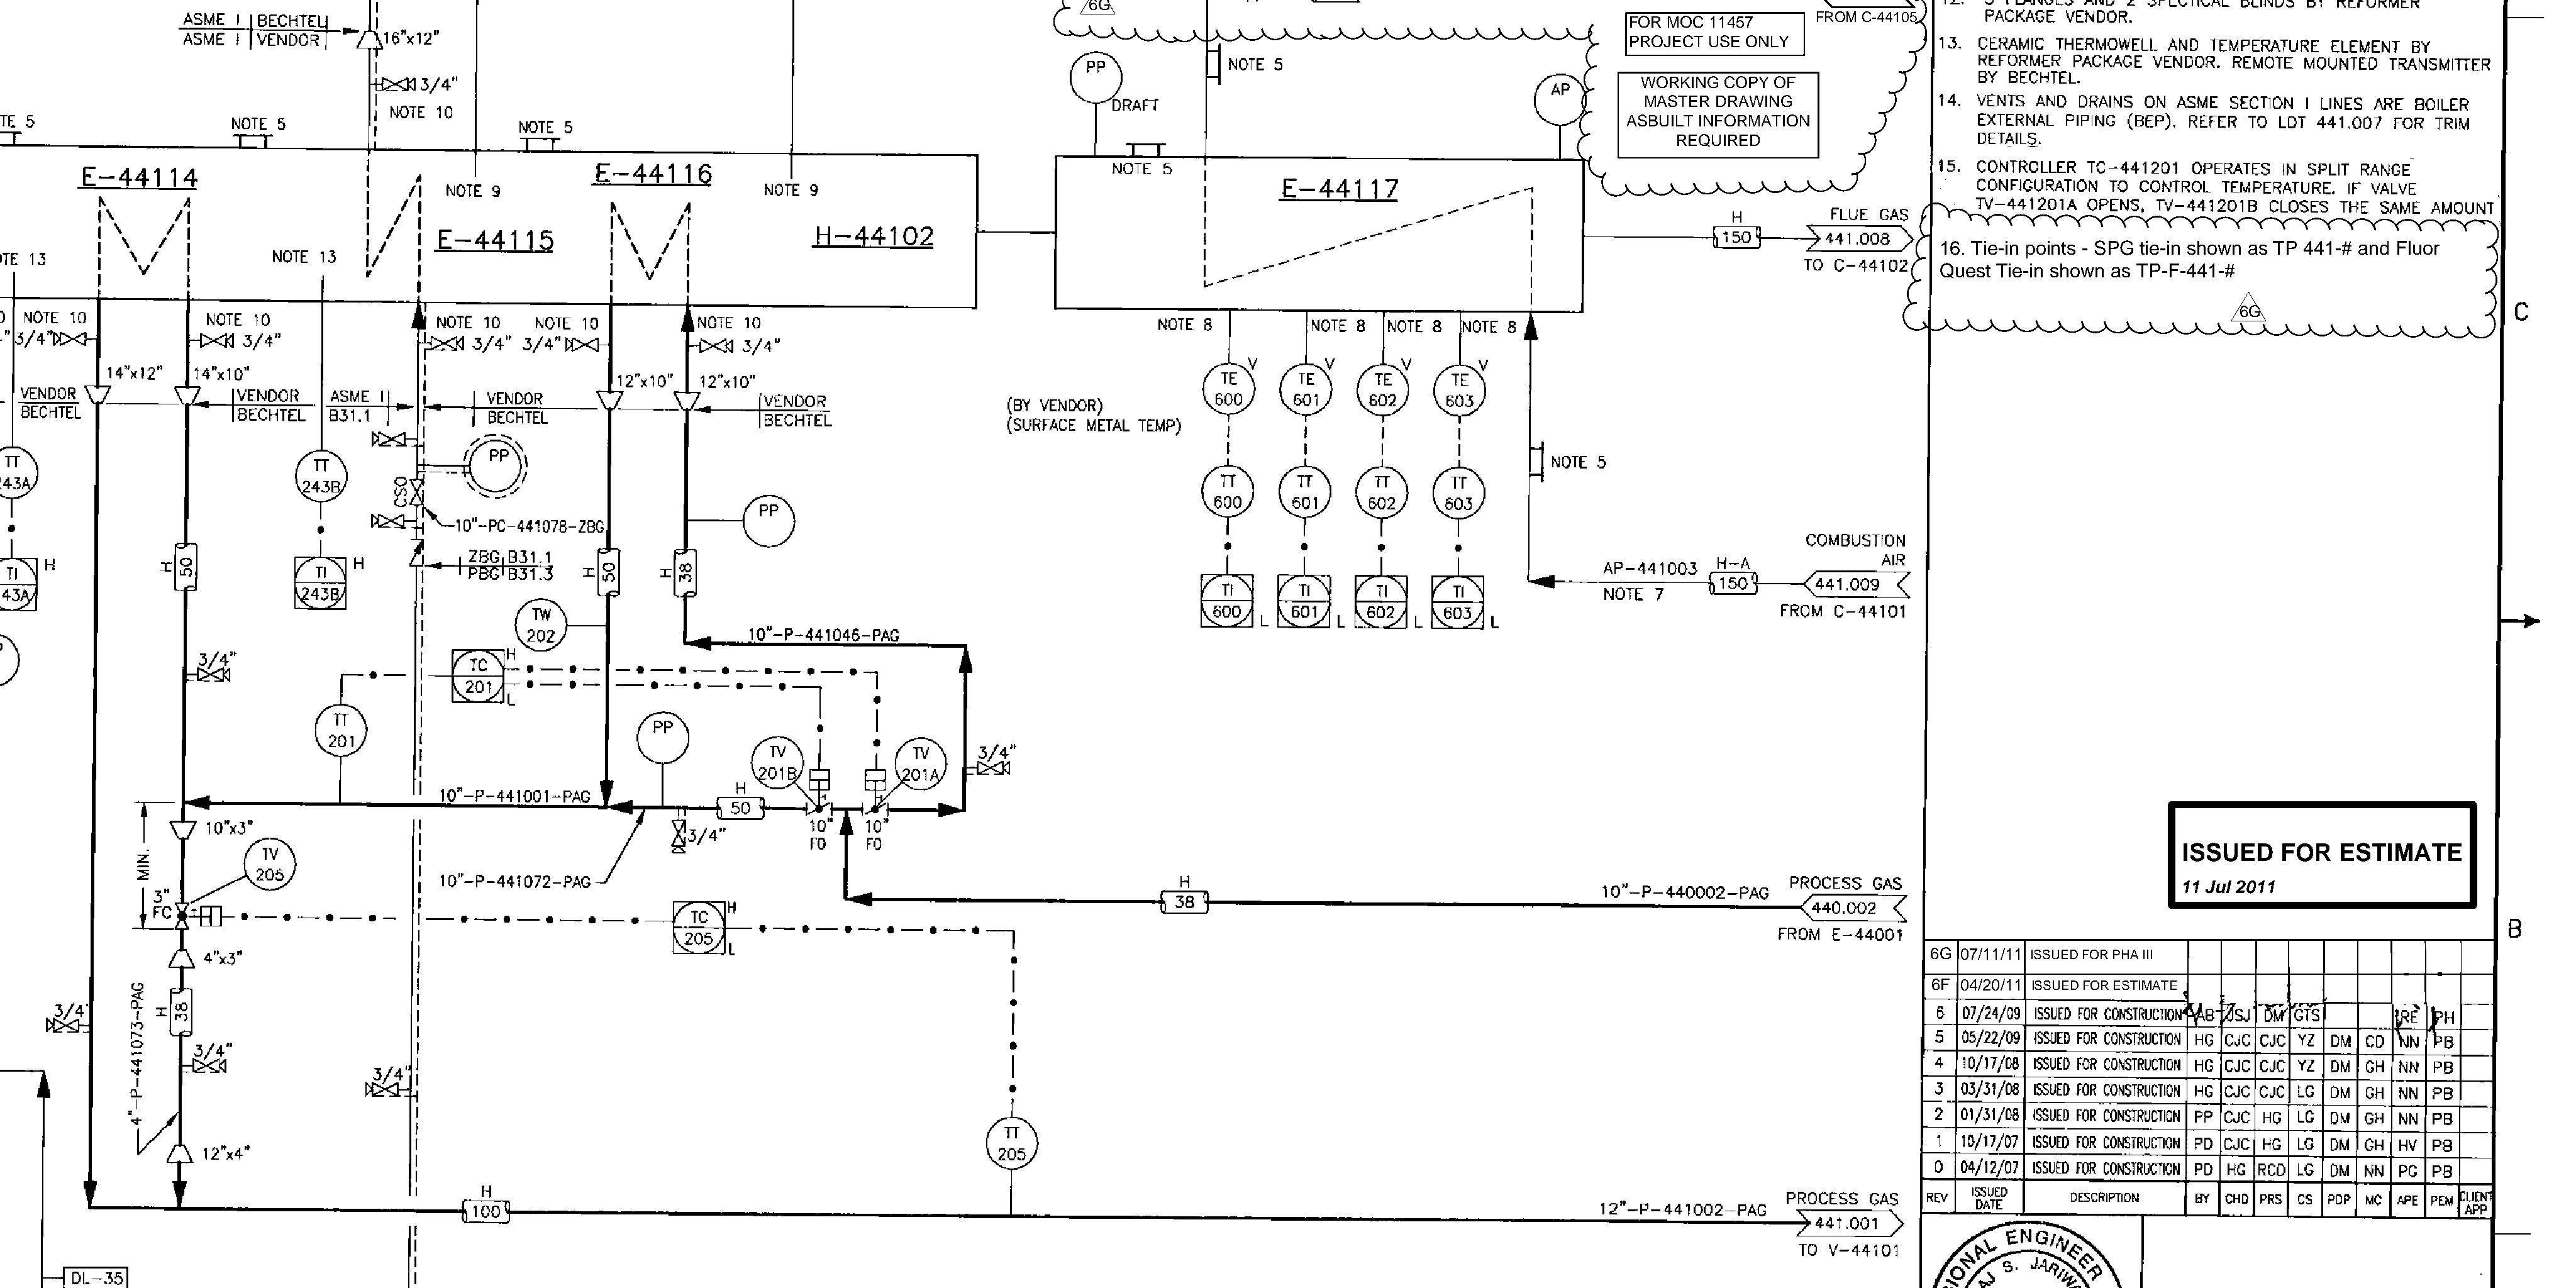 ASME I | BECHTEL
ASME I | VENDOR
16"x12"
3/4"
NOTE 10
NOTE 5
NOTE 5
6G
NOTE 5
PP
DRAFT
AP
FROM C-44105
FOR MOC 11457
PROJECT USE ONLY
WORKING COPY OF
MASTER DRAWING
ASBUILT INFORMATION
REQUIRED
PACKAGE VENDOR.
13. CERAMIC THERMOWELL AND TEMPERATURE ELEMENT BY
REFORMER PACKAGE VENDOR. REMOTE MOUNTED TRANSMITTER
BY BECHTEL.
14. VENTS AND DRAINS ON ASME SECTION I LINES ARE BOILER
EXTERNAL PIPING (BEP). REFER TO LDT 441.007 FOR TRIM
DETAILS.
15. CONTROLLER TC-441201 OPERATES IN SPLIT RANGE
CONFIGURATION TO CONTROL TEMPERATURE. IF VALVE
TV-441201A OPENS, TV-441201B CLOSES THE SAME AMOUNT
16. Tie-in points - SPG tie-in shown as TP 441-# and Fluor
Quest Tie-in shown as TP-F-441-#
6G
E-44114
NOTE 9
E-44116
NOTE 9
E-44115
H-44102
NOTE 5
E-44117
H
150
FLUE GAS
441.008
TO C-44102
NOTE 13
NOTE 10
NOTE 10
NOTE 10
NOTE 10
NOTE 10
3/4"
3/4"
3/4"
3/4"
3/4"
NOTE 8
NOTE 8
NOTE 8
NOTE 8
14"x12"
14"x10"
12"x10"
12"x10"
VENDOR
BECHTEL
VENDOR
BECHTEL
ASME I
B31.1
VENDOR
BECHTEL
VENDOR
BECHTEL
(BY VENDOR)
(SURFACE METAL TEMP)
TE
600
V
TE
601
V
TE
602
V
TE
603
V
TT
600
TT
601
TT
602
TT
603
TI
600
L
TI
601
L
TI
602
L
TI
603
L
NOTE 5
COMBUSTION
AIR
AP-441003
NOTE 7
H-A
150
441.009
FROM C-44101
TT
243A
TI
43A
H
TT
243B
TI
243B
H
PP
CSO
10"-PC-441078-ZBG
ZBG | B31.1
PBG | B31.3
PP
H
50
H
50
H
38
TW
202
10"-P-441046-PAG
3/4"
TC
201
H
L
TT
201
PP
TV
201B
TV
201A
3/4"
10"-P-441001-PAG
H
50
10"
FO
10"
FO
3/4"
10"x3"
MIN.
TV
205
10"-P-441072-PAG
3"
FC
TC
205
H
L
H
38
10"-P-440002-PAG
PROCESS GAS
440.002
FROM E-44001
4"x3"
H
38
4"-P-441073-PAG
3/4"
3/4"
3/4"
12"x4"
TT
205
H
100
12"-P-441002-PAG
PROCESS GAS
441.001
TO V-44101
DL-35
C
B
ISSUED FOR ESTIMATE
11 Jul 2011
6G 07/11/11 ISSUED FOR PHA III
6F 04/20/11 ISSUED FOR ESTIMATE
6 07/24/09 ISSUED FOR CONSTRUCTION AB JSJ DM GTS RE PH
5 05/22/09 ISSUED FOR CONSTRUCTION HG CJC CJC YZ DM CD NN PB
4 10/17/08 ISSUED FOR CONSTRUCTION HG CJC CJC YZ DM GH NN PB
3 03/31/08 ISSUED FOR CONSTRUCTION HG CJC CJC LG DM GH NN PB
2 01/31/08 ISSUED FOR CONSTRUCTION PP CJC HG LG DM GH NN PB
1 10/17/07 ISSUED FOR CONSTRUCTION PD CJC HG LG DM GH HV PB
0 04/12/07 ISSUED FOR CONSTRUCTION PD HG RCD LG DM NN PG PB
REV ISSUED DATE DESCRIPTION BY CHD PRS CS PDP MC APE PEM CLIENT APP
ENGINEER
S. JARIWA